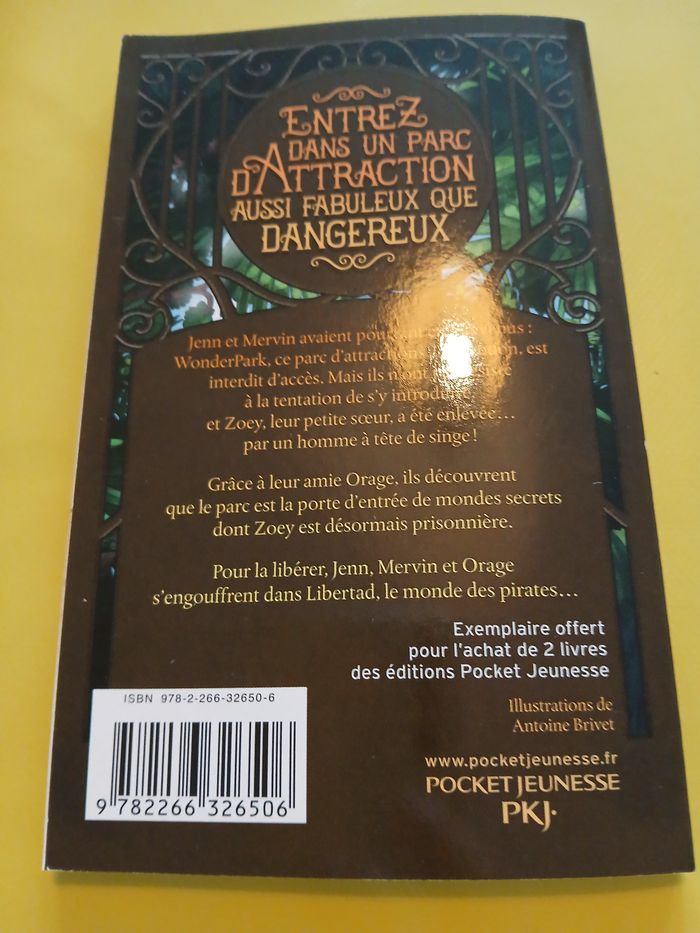 ENTREZ
DANS UN PARC
D'ATTRACTION
AUSSI FABULEUX QUE
DANGEREUX
Jenn et Mervin avaient :
WonderPark, ce parc d'attraction est
interdit d'accès. Mais ils
à la tentation de s'y introduire
et Zoey, leur petite sœur, a été enlevée…
par un homme à tête de singe !
Grâce à leur amie Orage, ils découvrent
que le parc est la porte d'entrée de mondes secrets
dont Zoey est désormais prisonnière.
Pour la libérer, Jenn, Mervin et Orage
s'engouffrent dans Libertad, le monde des pirates…
Exemplaire offert
pour l'achat de 2 livres
des éditions Pocket Jeunesse
Illustrations de
Antoine Brivet
ISBN 978-2-266-32650-6
9 782266 326506
www.pocketjeunesse.fr
POCKET JEUNESSE
PKJ·